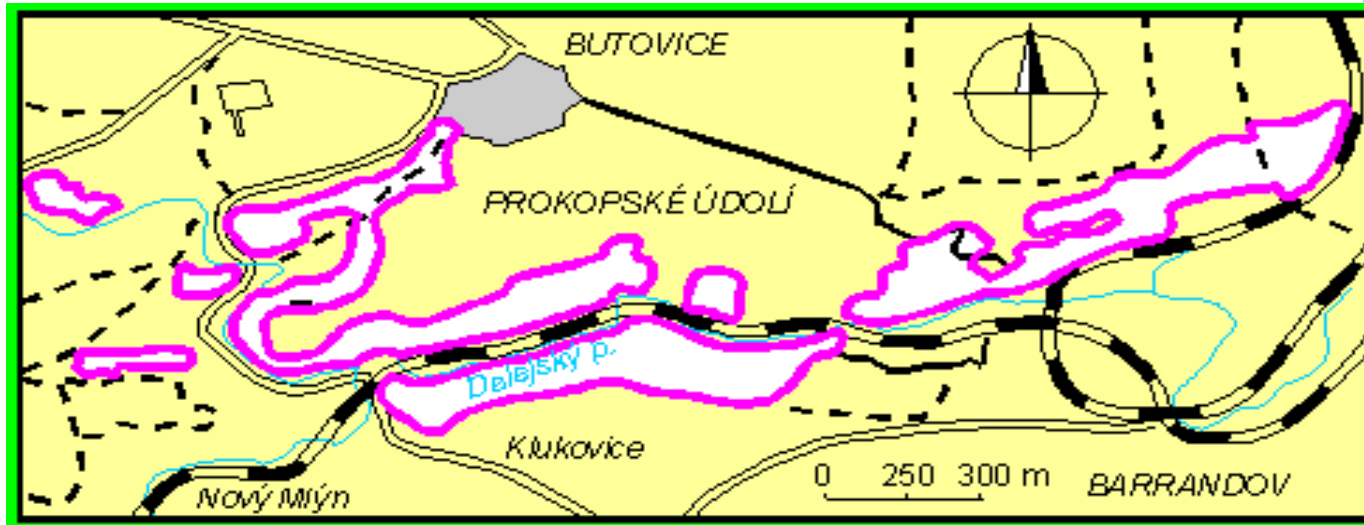 BUTOVICE
PROKOPSKÉ ÚDOLÍ
Dalejský p.
Klukovice
0 250 300 m
Nový Mlýn
BARRANDOV